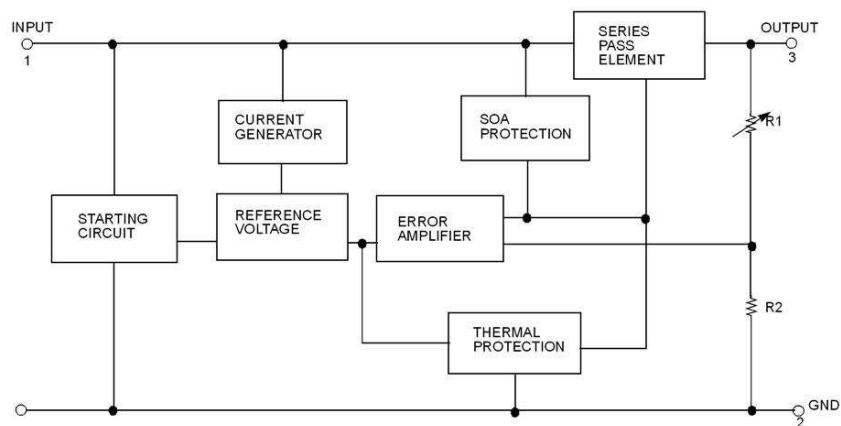 INPUT
1
SERIES
PASS
ELEMENT
OUTPUT
3
CURRENT
GENERATOR
SOA
PROTECTION
R1
STARTING
CIRCUIT
REFERENCE
VOLTAGE
ERROR
AMPLIFIER
R2
THERMAL
PROTECTION
GND
2